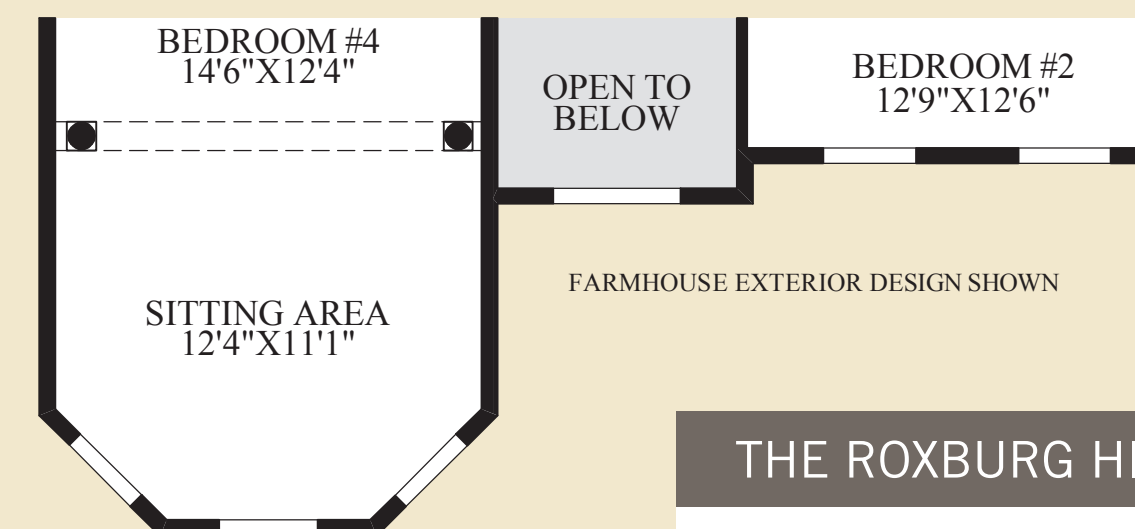 BEDROOM #4
14'6"X12'4"
OPEN TO
BELOW
BEDROOM #2
12'9"X12'6"
SITTING AREA
12'4"X11'1"
FARMHOUSE EXTERIOR DESIGN SHOWN
THE ROXBURG